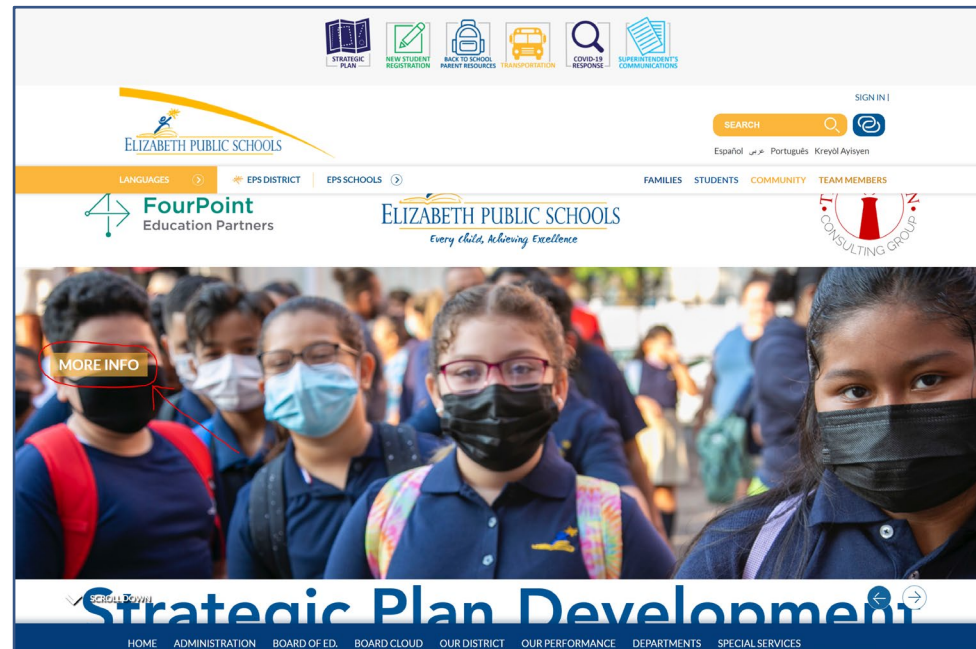 STRATEGIC PLAN
NEW STUDENT REGISTRATION
BACK TO SCHOOL PARENT RESOURCES
TRANSPORTATION
COVID-19 RESPONSE
SUPERINTENDENT'S COMMUNICATIONS
SIGN IN |
ELIZABETH PUBLIC SCHOOLS
SEARCH
Español عربى Português Kreyòl Ayisyen
LANGUAGES EPS DISTRICT EPS SCHOOLS FAMILIES STUDENTS COMMUNITY TEAM MEMBERS
FourPoint
Education Partners
ELIZABETH PUBLIC SCHOOLS
Every Child, Achieving Excellence
CONSULTING GROUP
MORE INFO
SCROLL DOWN
Strategic Plan Development
HOME ADMINISTRATION BOARD OF ED. BOARD CLOUD OUR DISTRICT OUR PERFORMANCE DEPARTMENTS SPECIAL SERVICES